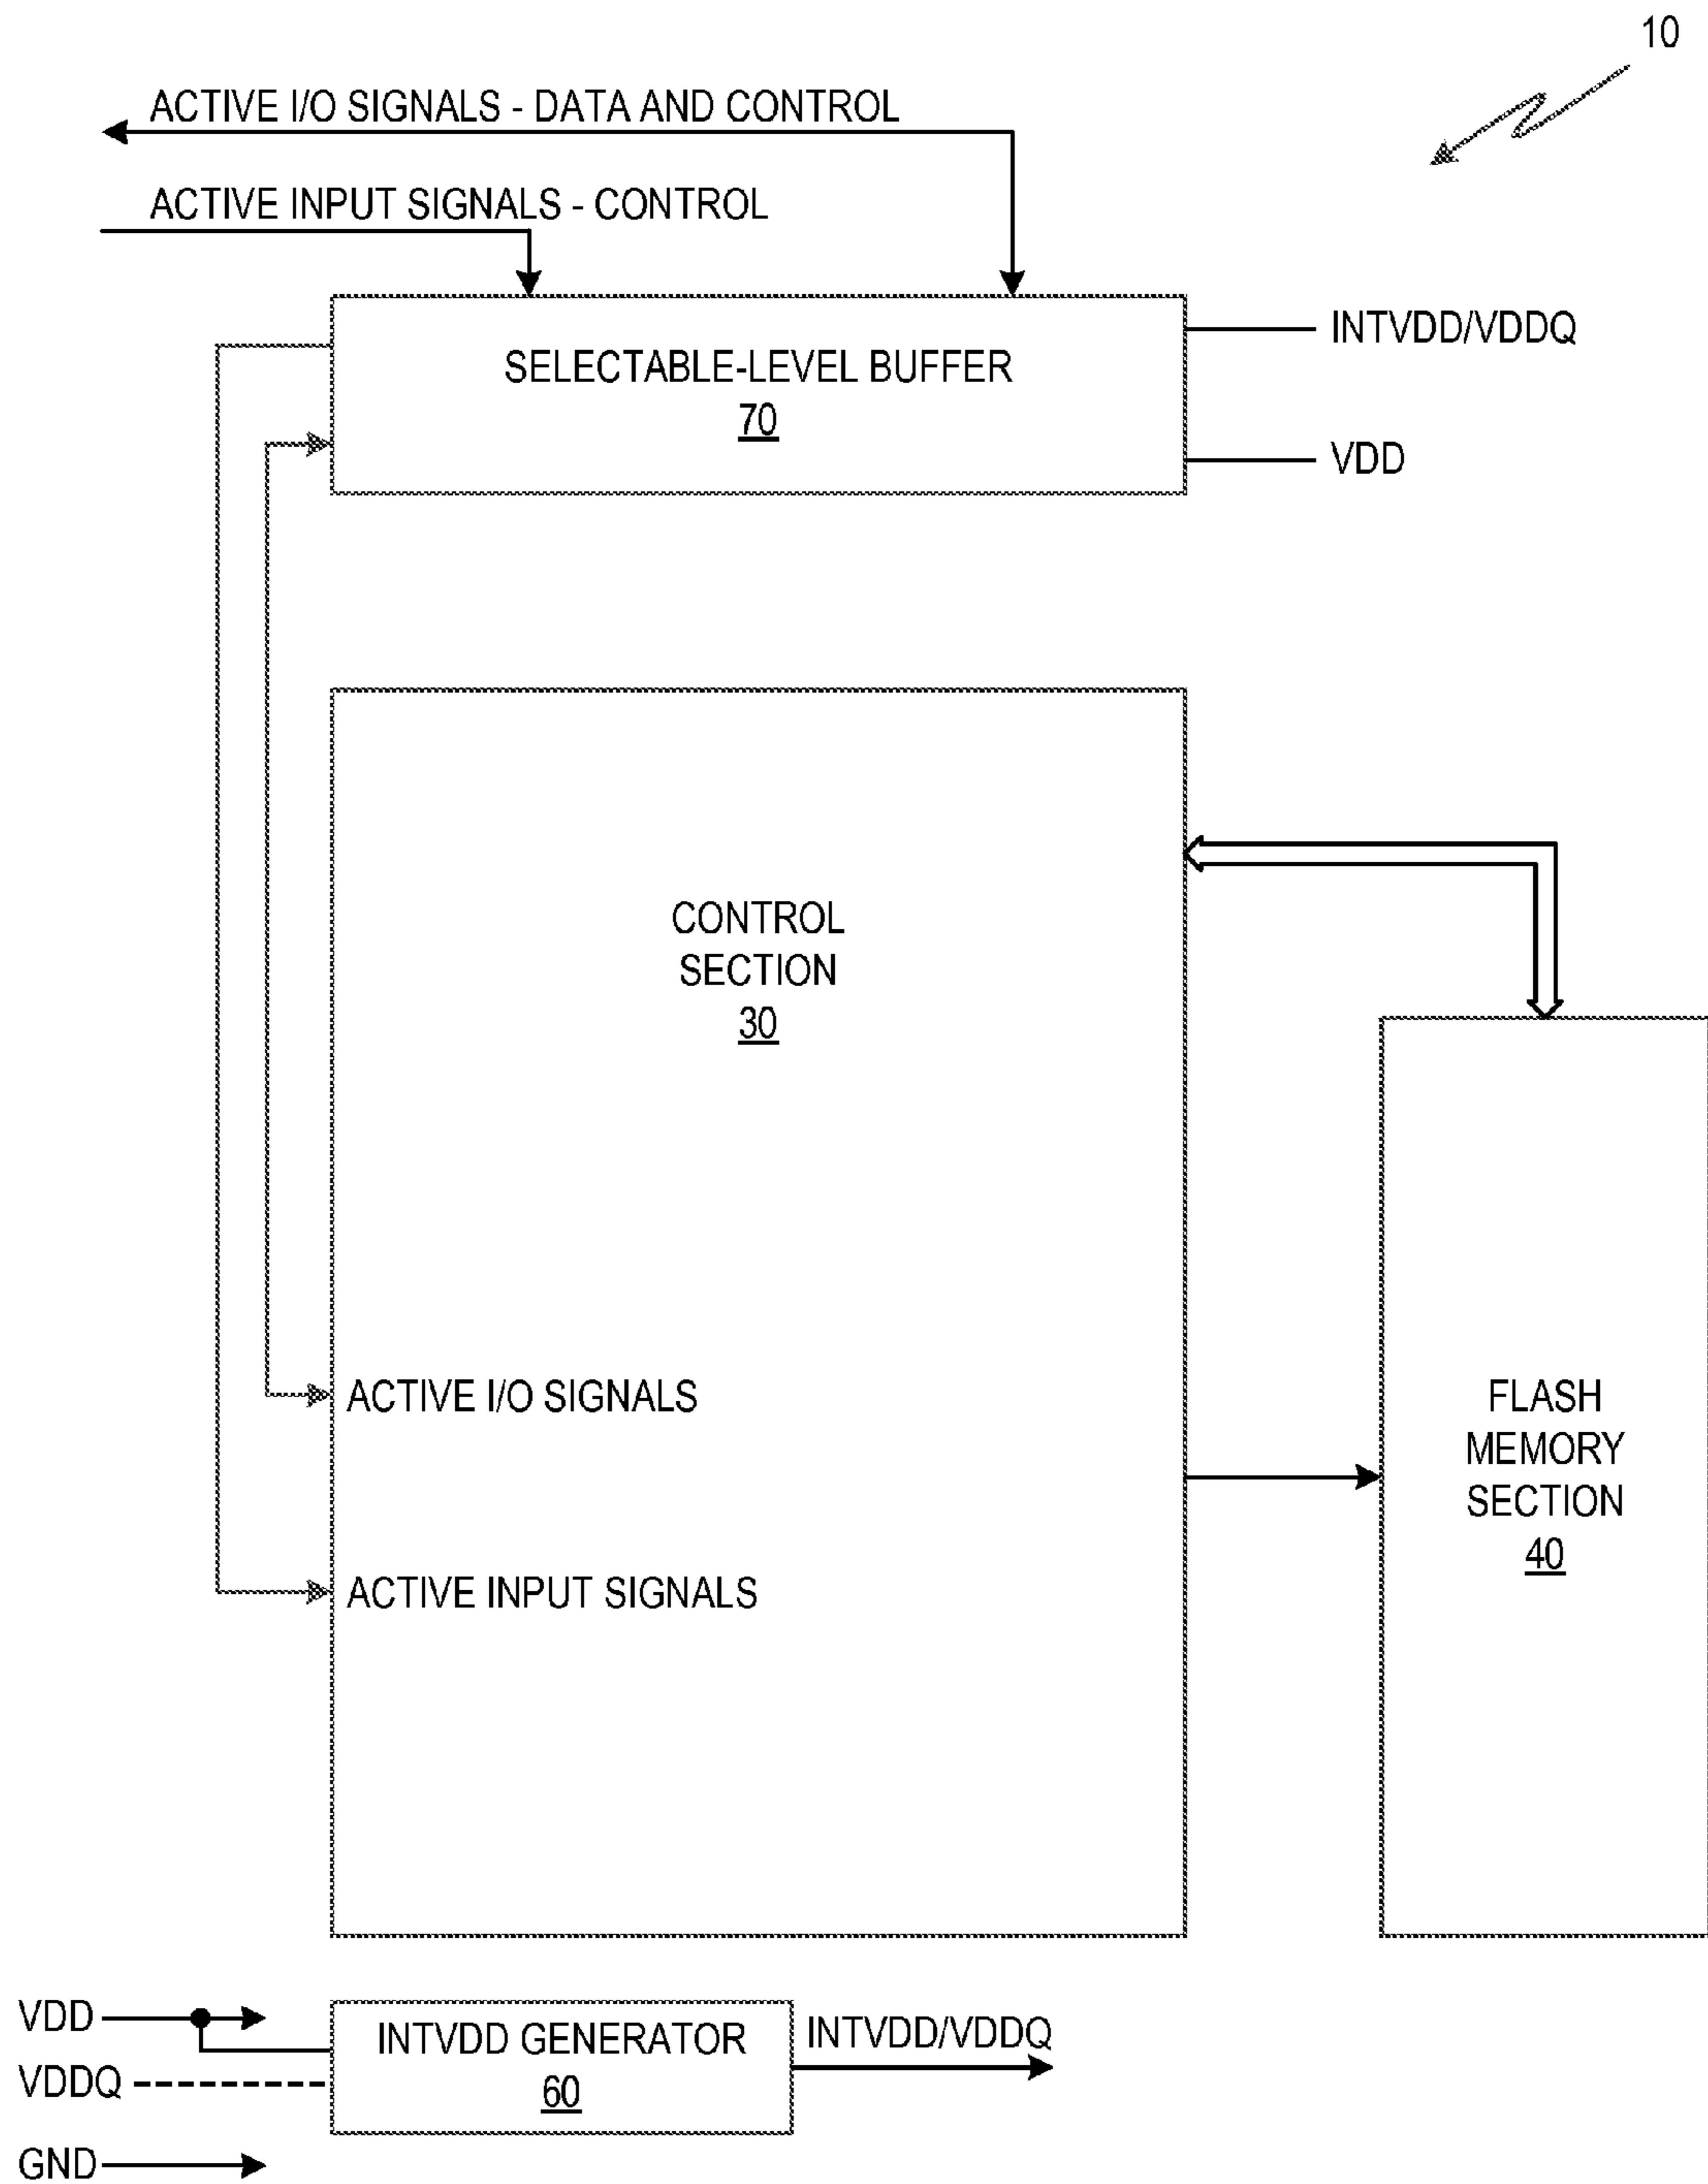 10
ACTIVE I/O SIGNALS - DATA AND CONTROL
ACTIVE INPUT SIGNALS - CONTROL
SELECTABLE-LEVEL BUFFER
70
INTVDD/VDDQ
VDD
CONTROL
SECTION
30
ACTIVE I/O SIGNALS
ACTIVE INPUT SIGNALS
FLASH
MEMORY
SECTION
40
VDD
VDDQ
GND
INTVDD GENERATOR
60
INTVDD/VDDQ